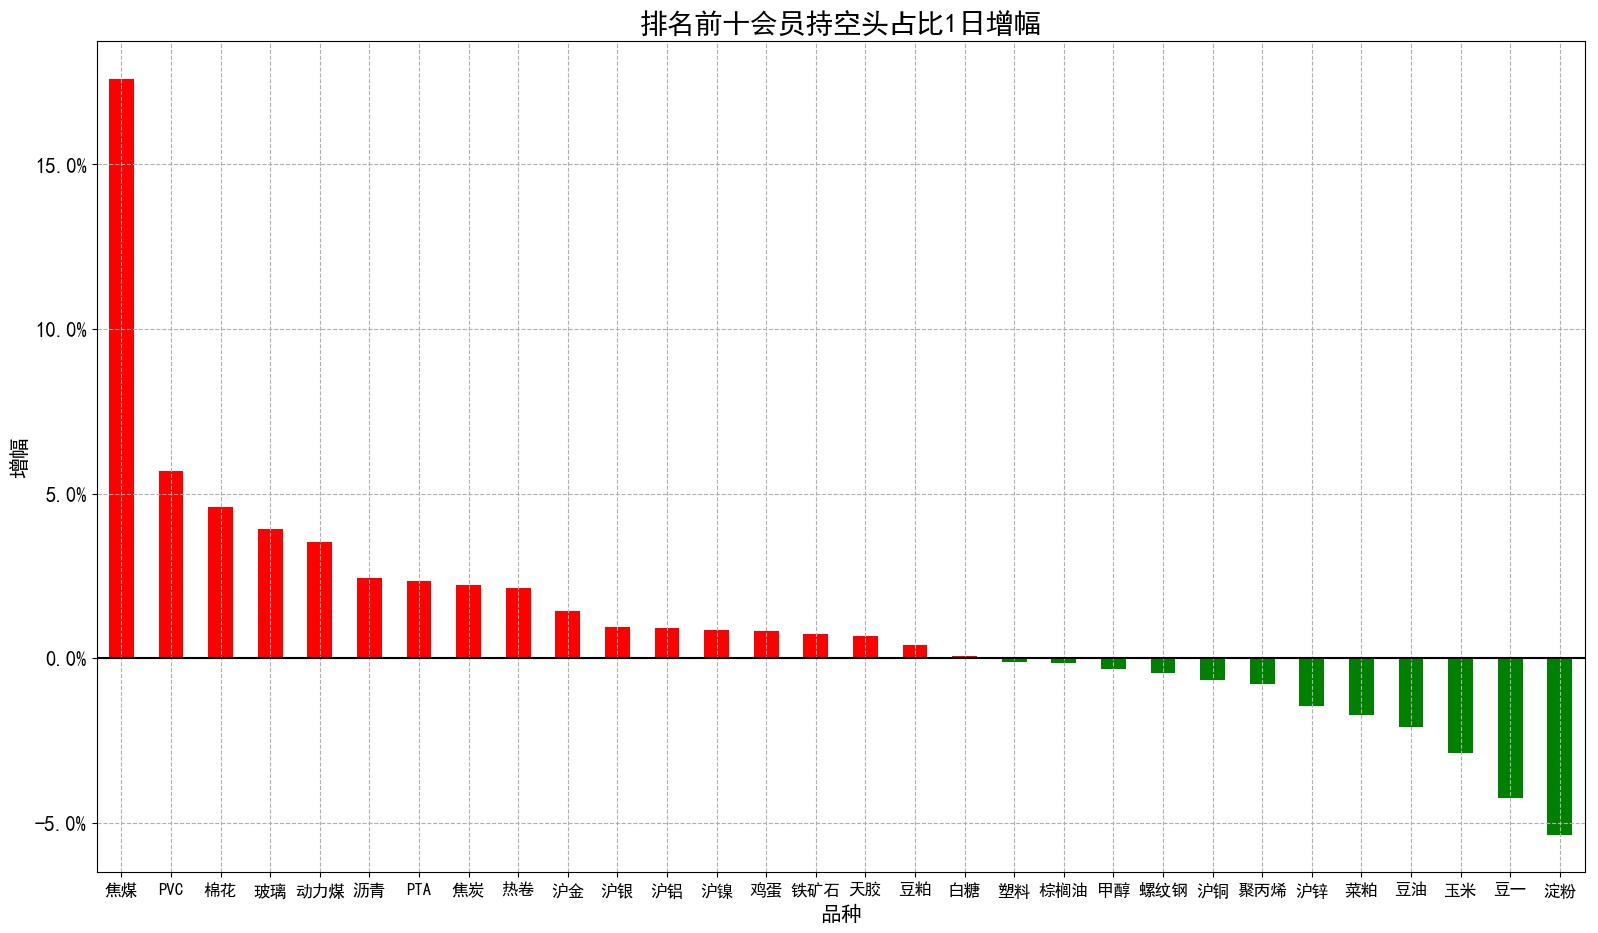 排名前十会员持空头占比1日增幅
15.0%
10.0%
5.0%
0.0%
-5.0%
增幅
焦煤 PVC 棉花 玻璃 动力煤 沥青 PTA 焦炭 热卷 沪金 沪银 沪铝 沪镍 鸡蛋 铁矿石 天胶 豆粕 白糖 塑料 棕榈油 甲醇 螺纹钢 沪铜 聚丙烯 沪锌 菜粕 豆油 玉米 豆一 淀粉
品种